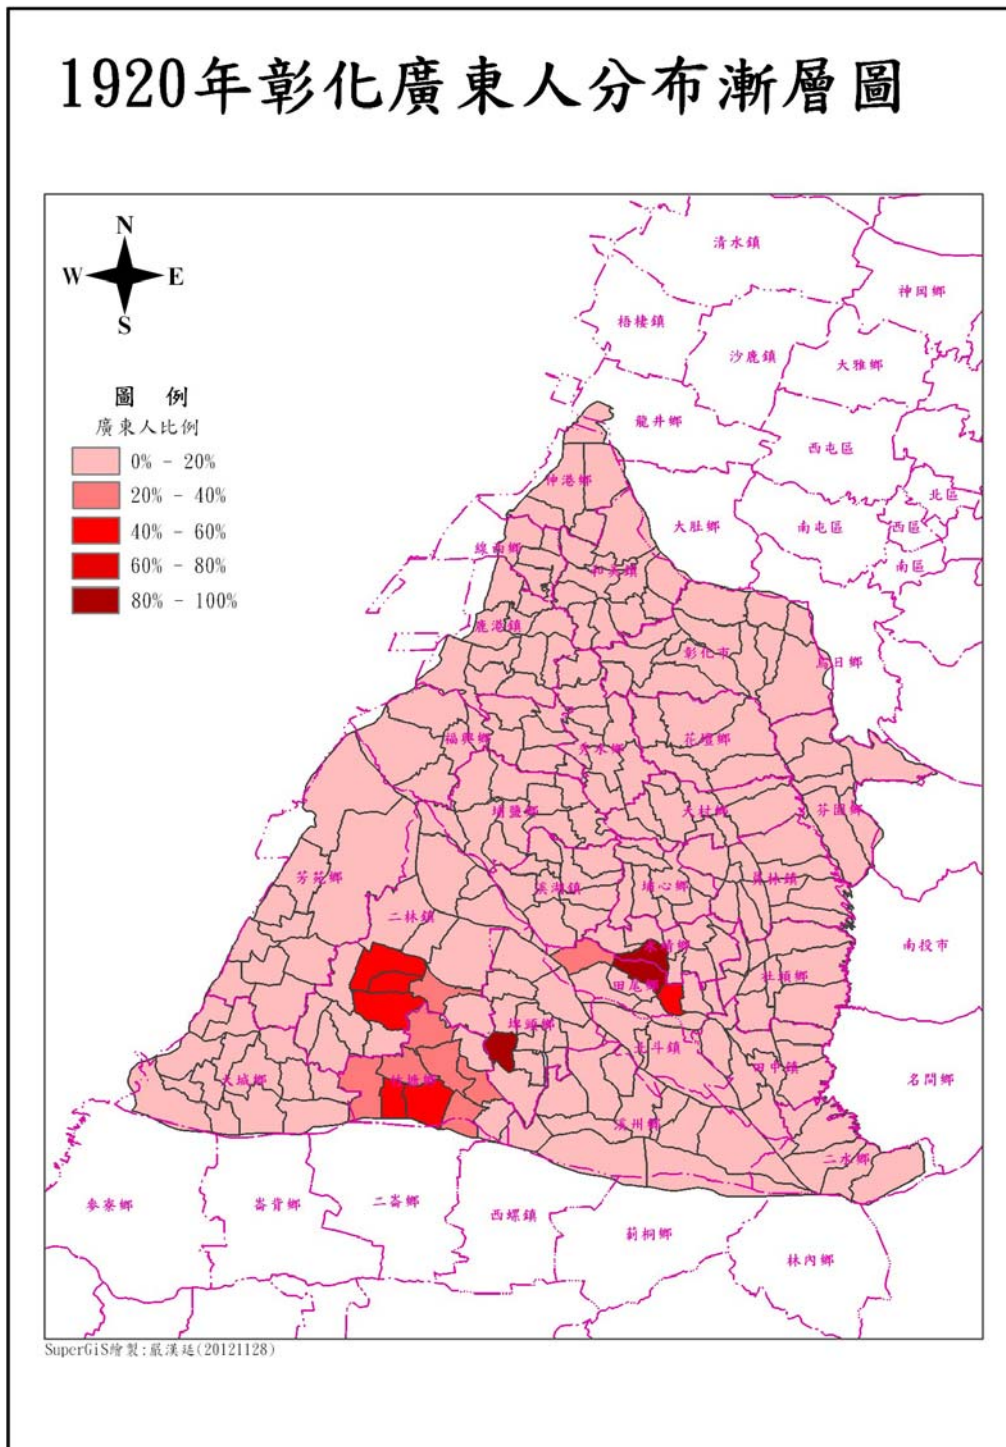 1920年彰化廣東人分布漸層圖
N
W E
S
圖 例
廣東人比例
0% - 20%
20% - 40%
40% - 60%
60% - 80%
80% - 100%
清水鎮
神岡鄉
梧棲鎮
沙鹿鎮
大雅鄉
龍井鄉
西屯區
伸港鄉
北區
大肚鄉
南屯區
西區
線西鄉
南區
和美鎮
鹿港鎮
彰化市
烏日鄉
福興鄉
秀水鄉
花壇鄉
埔鹽鄉
大村鄉
芬園鄉
芳苑鄉
溪湖鎮
埔心鄉
員林鎮
二林鎮
永靖鄉
南投市
田尾鄉
社頭鄉
埤頭鄉
北斗鎮
田中鎮
大城鄉
竹塘鄉
名間鄉
溪州鄉
二水鄉
麥寮鄉
崙背鄉
二崙鄉
西螺鎮
莿桐鄉
林內鄉
SuperGiS繪製:嚴漢廷(20121128)